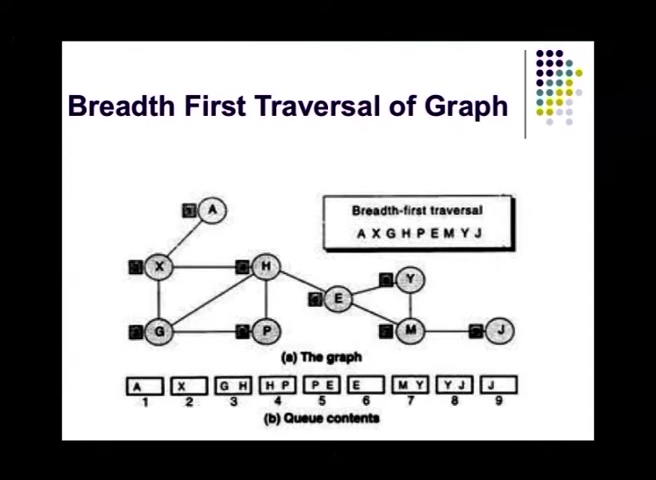 Breadth First Traversal of Graph
Breadth-first traversal
A X G H P E M Y J
A
X
H
Y
E
G
P
M
J
(a) The graph
A
X
G H
H P
P E
E
M Y
Y J
J
1 2 3 4 5 6 7 8 9
(b) Queue contents